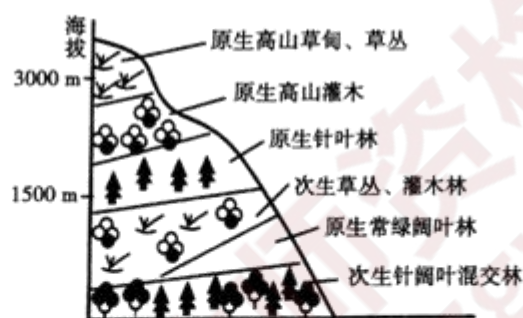 海拔
原生高山草甸、草丛
3000 m
原生高山灌木
原生针叶林
1500 m
次生草丛、灌木林
原生常绿阔叶林
次生针阔叶混交林